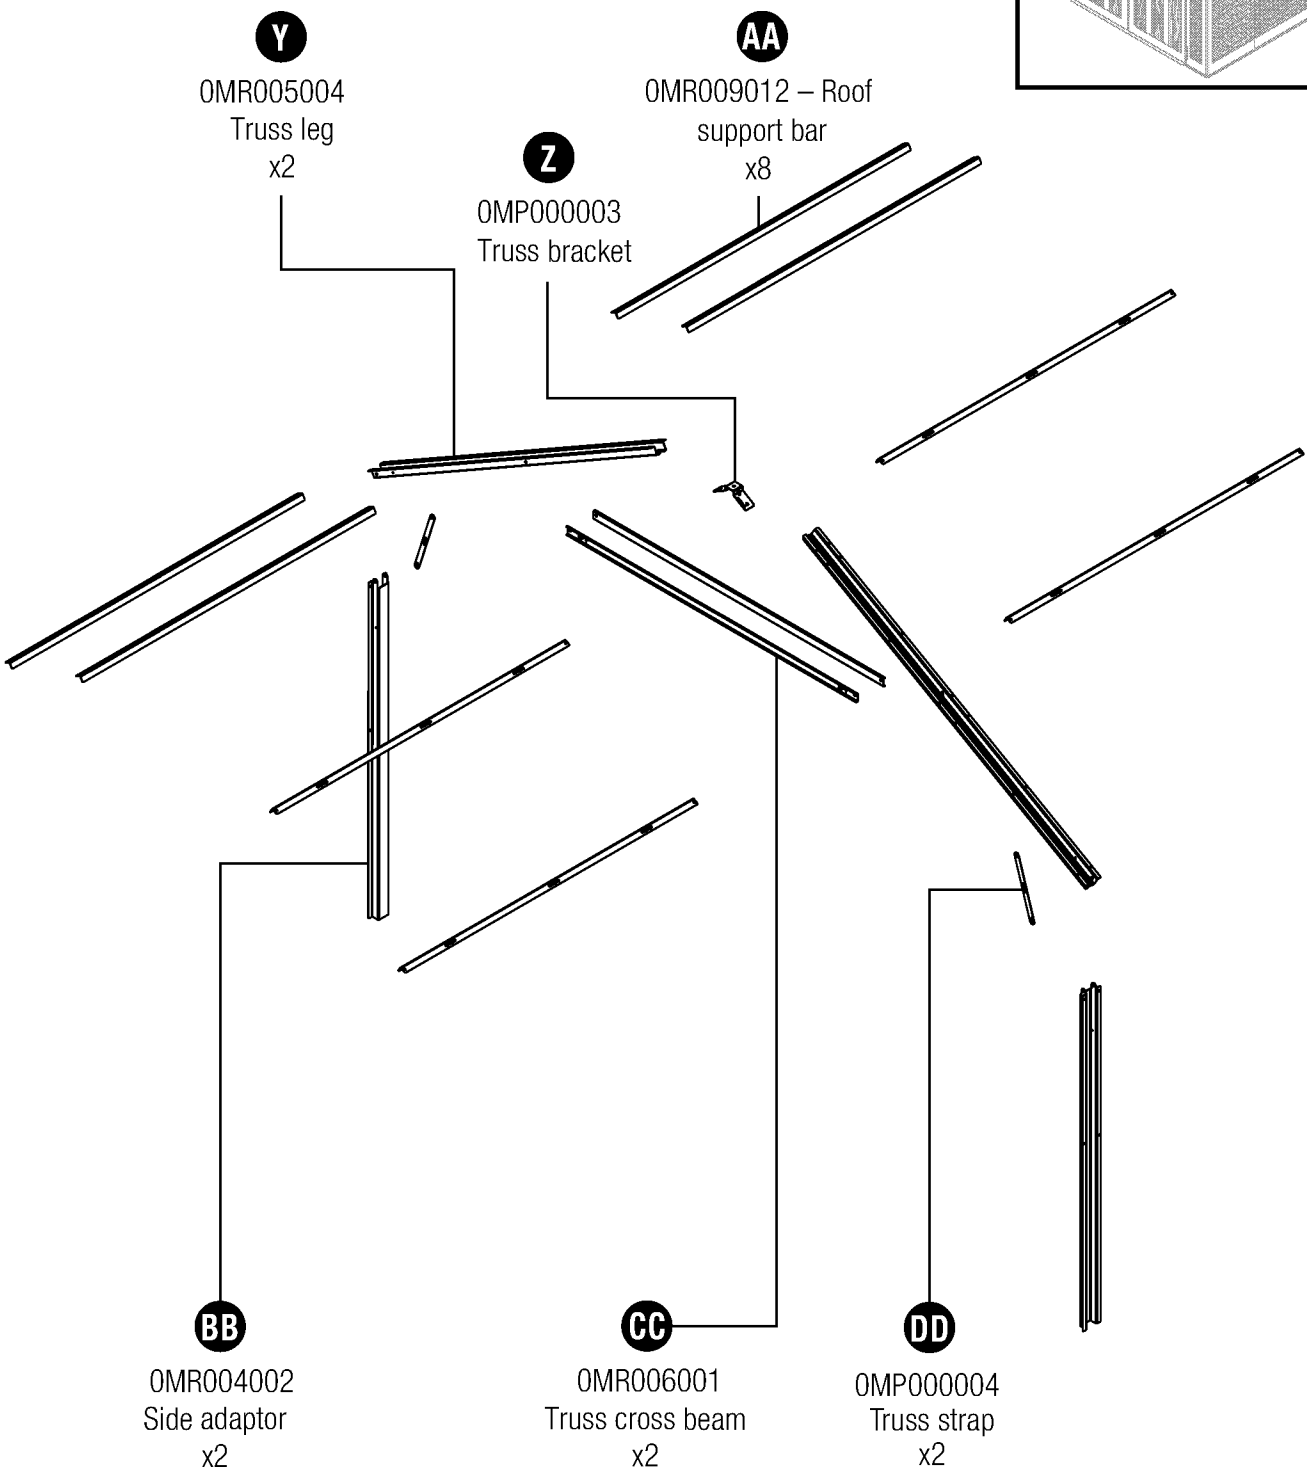 Y
0MR005004
Truss leg
x2
Z
0MP000003
Truss bracket
AA
0MR009012 – Roof
support bar
x8
BB
0MR004002
Side adaptor
x2
CC
0MR006001
Truss cross beam
x2
DD
0MP000004
Truss strap
x2